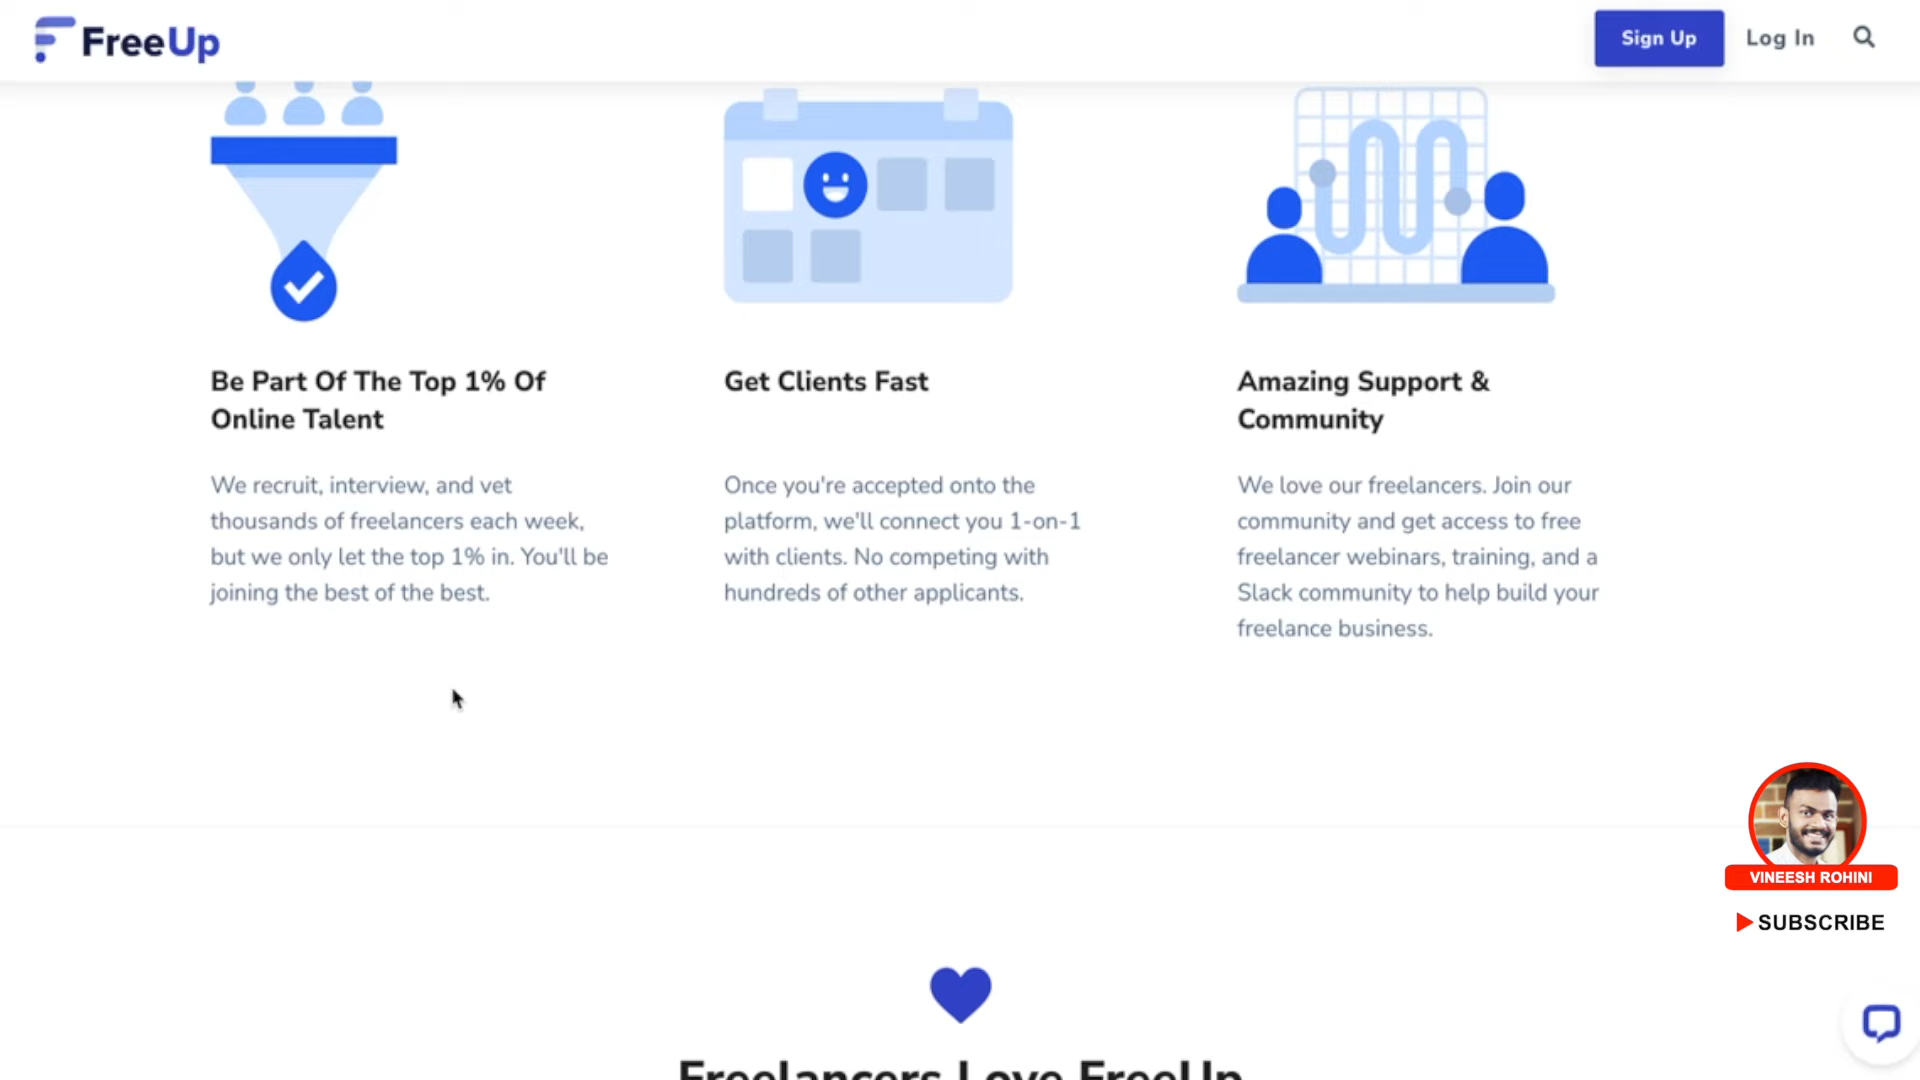 FreeUp
Sign Up
Log In
Be Part Of The Top 1% Of
Online Talent
We recruit, interview, and vet
thousands of freelancers each week,
but we only let the top 1% in. You'll be
joining the best of the best.
Get Clients Fast
Once you're accepted onto the
platform, we'll connect you 1-on-1
with clients. No competing with
hundreds of other applicants.
Amazing Support &
Community
We love our freelancers. Join our
community and get access to free
freelancer webinars, training, and a
Slack community to help build your
freelance business.
VINEESH ROHINI
SUBSCRIBE
Freelancers Love FreeUp